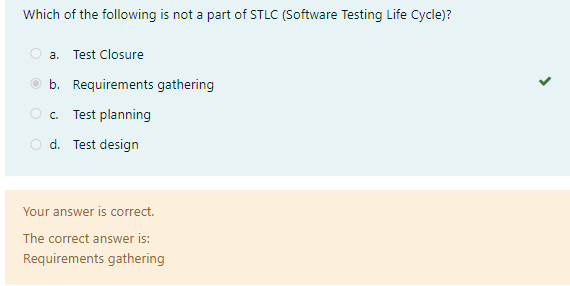 Which of the following is not a part of STLC (Software Testing Life Cycle)?
a. Test Closure
b. Requirements gathering
c. Test planning
d. Test design
Your answer is correct.
The correct answer is:
Requirements gathering